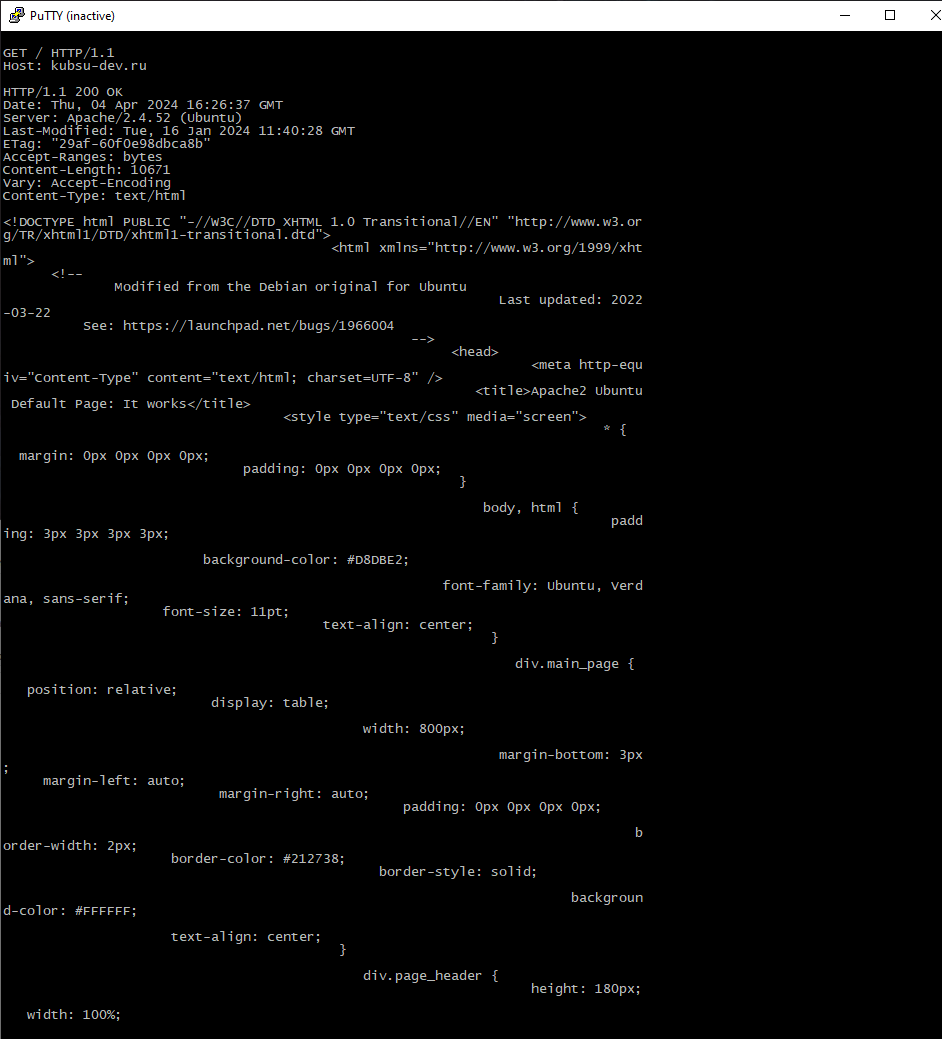 PuTTY (inactive)
GET / HTTP/1.1
Host: kubsu-dev.ru
HTTP/1.1 200 OK
Date: Thu, 04 Apr 2024 16:26:37 GMT
Server: Apache/2.4.52 (Ubuntu)
Last-Modified: Tue, 16 Jan 2024 11:40:28 GMT
ETag: "29af-60f0e98dbca8b"
Accept-Ranges: bytes
Content-Length: 10671
Vary: Accept-Encoding
Content-Type: text/html
<!DOCTYPE html PUBLIC "-//W3C//DTD XHTML 1.0 Transitional//EN" "http://www.w3.or
g/TR/xhtml1/DTD/xhtml1-transitional.dtd">
<html xmlns="http://www.w3.org/1999/xht
ml">
<!--
Modified from the Debian original for Ubuntu
Last updated: 2022
-03-22
See: https://launchpad.net/bugs/1966004
-->
<head>
<meta http-equ
iv="Content-Type" content="text/html; charset=UTF-8" />
<title>Apache2 Ubuntu
Default Page: It works</title>
<style type="text/css" media="screen">
* {
margin: 0px 0px 0px 0px;
padding: 0px 0px 0px 0px;
}
body, html {
padd
ing: 3px 3px 3px 3px;
background-color: #D8DBE2;
font-family: Ubuntu, Verd
ana, sans-serif;
font-size: 11pt;
text-align: center;
}
div.main_page {
position: relative;
display: table;
width: 800px;
margin-bottom: 3px
;
margin-left: auto;
margin-right: auto;
padding: 0px 0px 0px 0px;
b
order-width: 2px;
border-color: #212738;
border-style: solid;
backgroun
d-color: #FFFFFF;
text-align: center;
}
div.page_header {
height: 180px;
width: 100%;